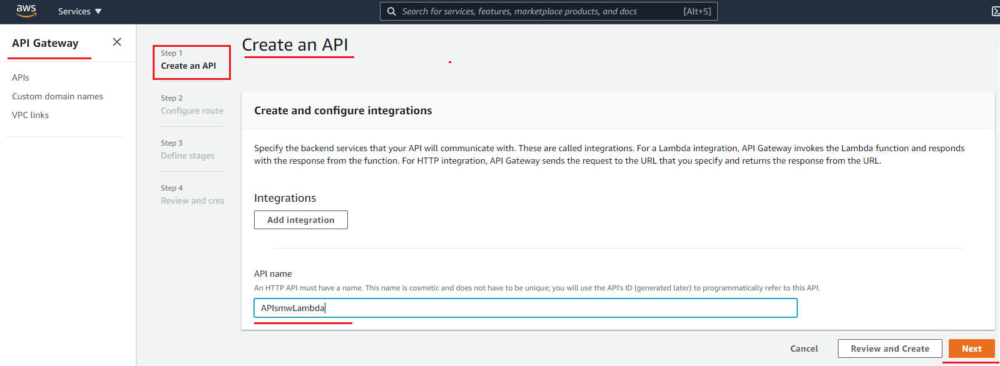 aws
Services
Search for services, features, marketplace products, and docs
[Alt+S]
API Gateway
APIs
Custom domain names
VPC links
Step 1
Create an API
Step 2
Configure route
Step 3
Define stages
Step 4
Review and crea
Create an API
Create and configure integrations
Specify the backend services that your API will communicate with. These are called integrations. For a Lambda integration, API Gateway invokes the Lambda function and responds
with the response from the function. For HTTP integration, API Gateway sends the request to the URL that you specify and returns the response from the URL.
Integrations
Add integration
API name
An HTTP API must have a name. This name is cosmetic and does not have to be unique; you will use the API's ID (generated later) to programmatically refer to this API.
APIsmwLambda
Cancel
Review and Create
Next